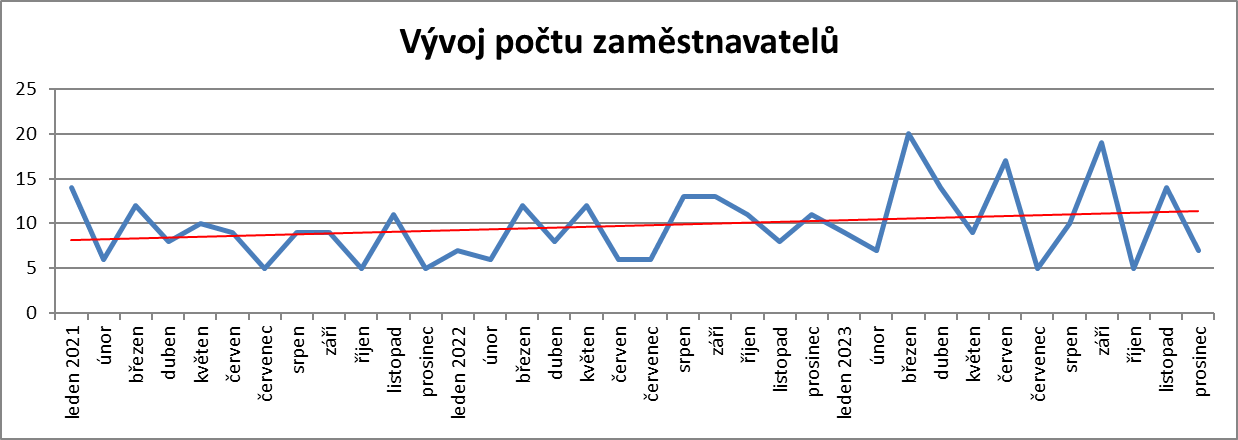 Vývoj počtu zaměstnavatelů
25
20
15
10
5
0
leden 2021
únor
březen
duben
květen
červen
červenec
srpen
září
říjen
listopad
prosinec
leden 2022
únor
březen
duben
květen
červen
červenec
srpen
září
říjen
listopad
prosinec
leden 2023
únor
březen
duben
květen
červen
červenec
srpen
září
říjen
listopad
prosinec